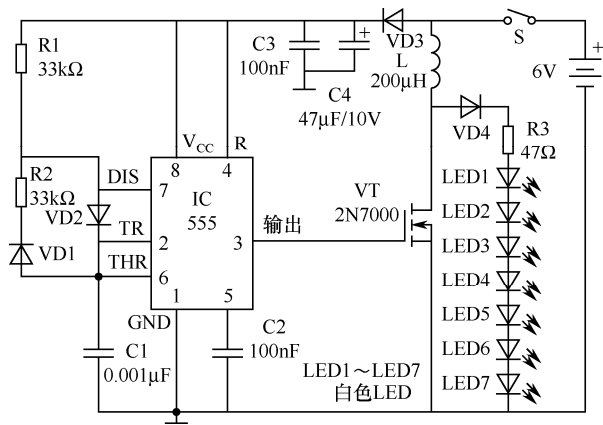 R1
33kΩ
C3
100nF
+
VD3
L
200μH
S
6V
+
C4
47μF/10V
VD4
R3
47Ω
VCC
R
R2
33kΩ
DIS
8
4
7
IC
555
VD2
TR
2
3
输出
VT
2N7000
VD1
THR
6
GND
1
5
C1
0.001μF
C2
100nF
LED1
LED2
LED3
LED4
LED5
LED6
LED7
LED1～LED7
白色LED